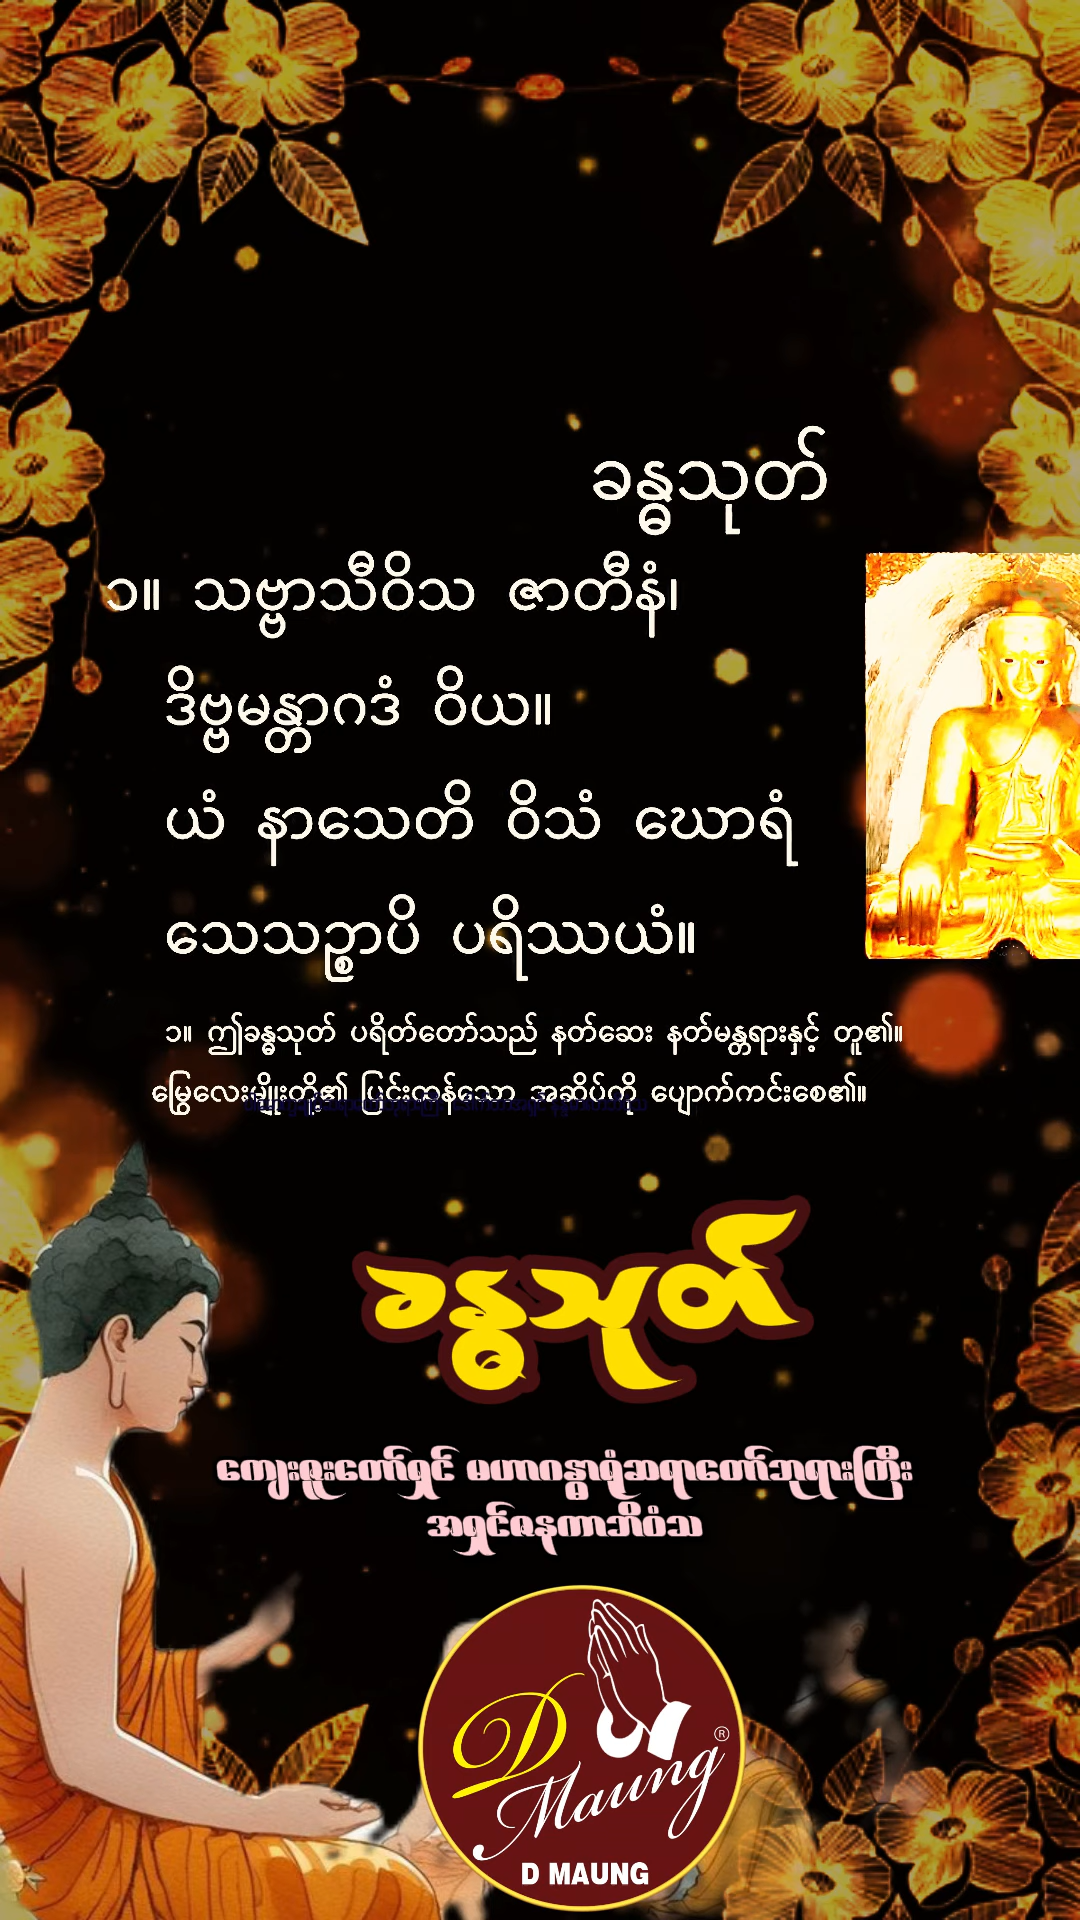 ခန္ဓသုတ်
၁။ သဗ္ဗာသီဝိသ ဇာတီနံ၊
ဒိဗ္ဗမန္တာဂဒံ ဝိယ။
ယံ နာသေတိ ဝိသံ ဃောရံ
သေသဉ္စာပိ ပရိဿယံ။
၁။ ဤခန္ဓသုတ် ပရိတ်တော်သည် နတ်ဆေး နတ်မန္တရားနှင့် တူ၏။
မြွေလေးမျိုးတို့၏ ပြင်းထန်သော အဆိပ်ကို ပျောက်ကင်းစေ၏။
ခန္ဓသုတ်
ကျေးဇူးတော်ရှင် မဟာဂန္ဓာရုံဆရာတော်ဘုရားကြီး
အရှင်ဇနကာဘိဝံသ
D Maung®
D MAUNG